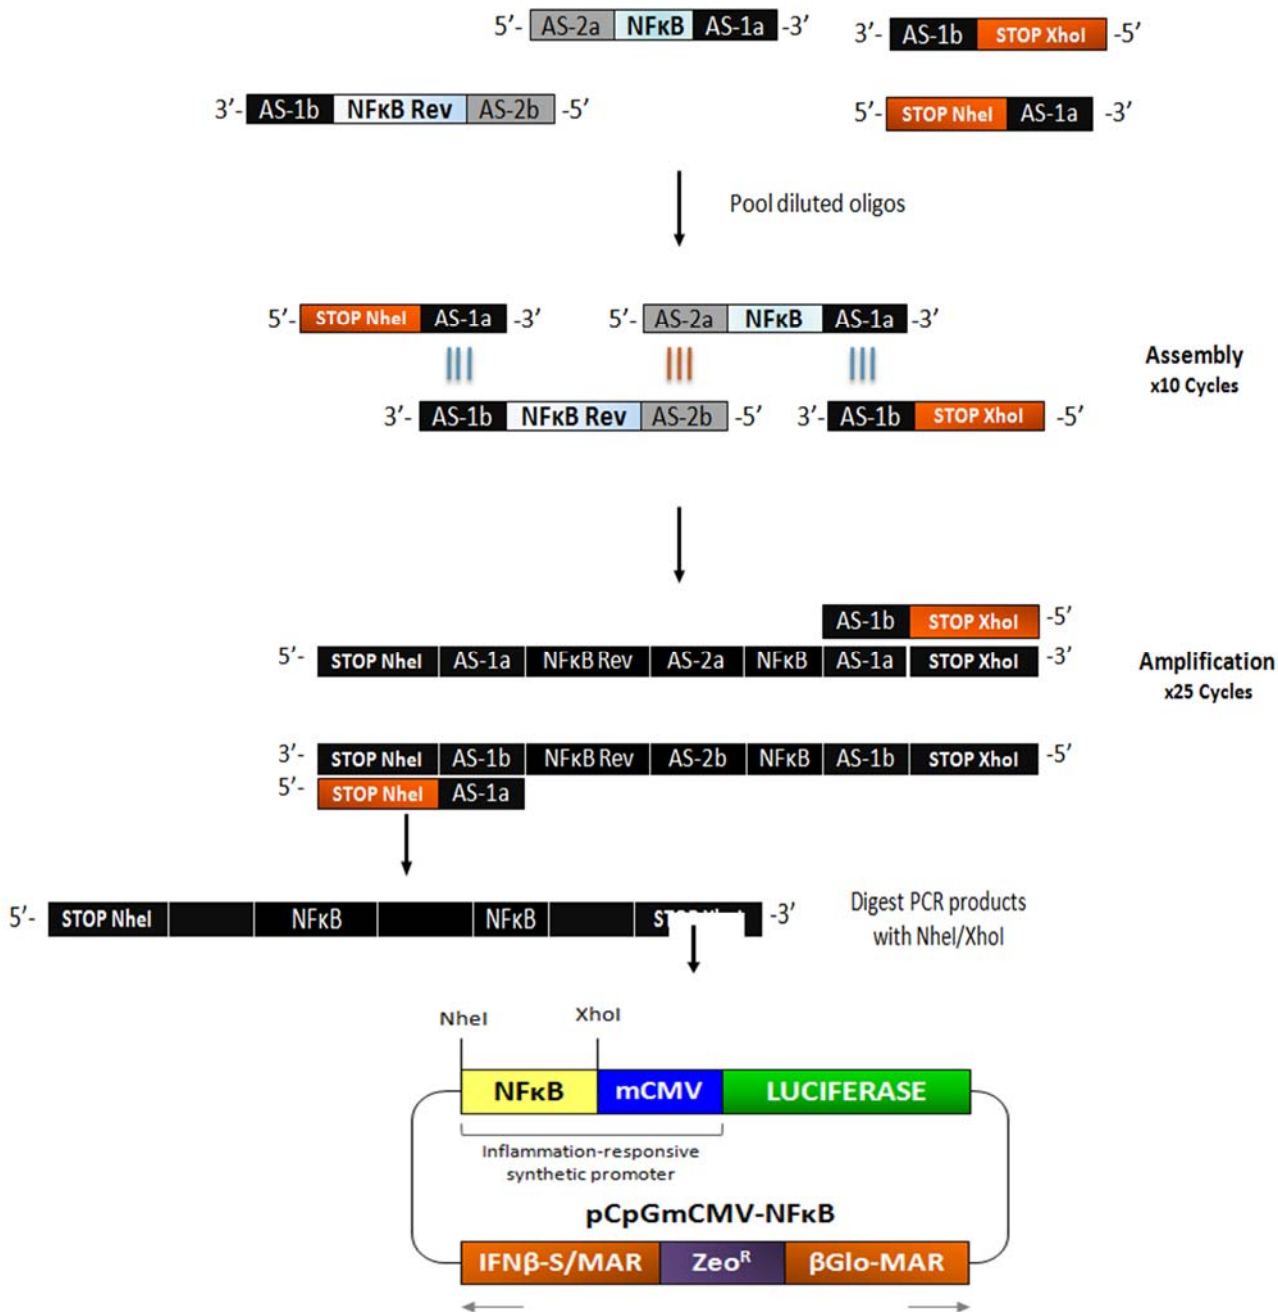 5′- AS-2a NFκB AS-1a -3′
3′- AS-1b STOP XhoI -5′
3′- AS-1b NFκB Rev AS-2b -5′
5′- STOP NheI AS-1a -3′
Pool diluted oligos
5′- STOP NheI AS-1a -3′
5′- AS-2a NFκB AS-1a -3′
Assembly
x10 Cycles
3′- AS-1b NFκB Rev AS-2b -5′
3′- AS-1b STOP XhoI -5′
AS-1b STOP XhoI -5′
5′- STOP NheI AS-1a NFκB Rev AS-2a NFκB AS-1a STOP XhoI -3′
Amplification
x25 Cycles
3′- STOP NheI AS-1b NFκB Rev AS-2b NFκB AS-1b STOP XhoI -5′
5′- STOP NheI AS-1a
5′- STOP NheI NFκB NFκB -3′
Digest PCR products
with NheI/XhoI
NheI
XhoI
NFκB mCMV LUCIFERASE
Inflammation-responsive
synthetic promoter
pCpGmCMV-NFκB
IFNβ-S/MAR Zeo^R βGlo-MAR